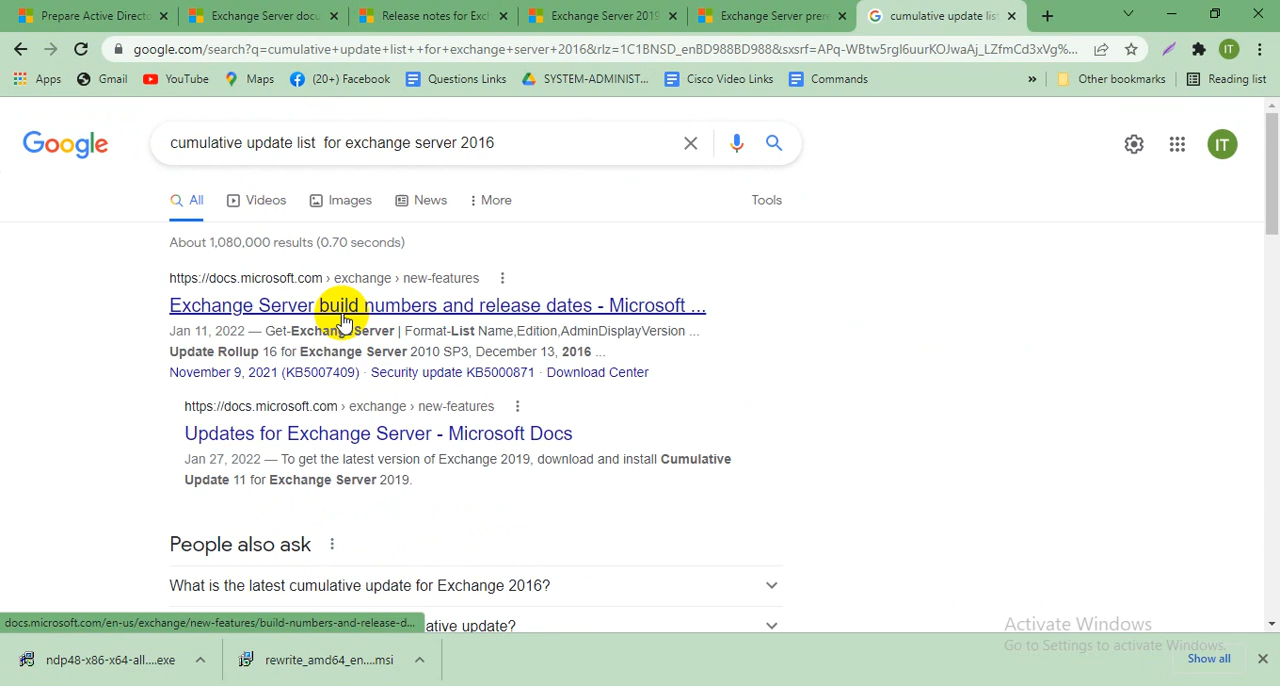 Prepare Active Directo
Exchange Server docu
Release notes for Exc
Exchange Server 2019
Exchange Server prer
cumulative update lis
google.com/search?q=cumulative+update+list++for+exchange+server+2016&rlz=1C1BNSD_enBD988BD988&sxsrf=APq-WBtw5rgl6uurKOJwaAj_LZfmCd3xVg%...
IT
Apps
Gmail
YouTube
Maps
(20+) Facebook
Questions Links
SYSTEM-ADMINIST...
Cisco Video Links
Commands
»
Other bookmarks
Reading list
Google
cumulative update list  for exchange server 2016
IT
All
Videos
Images
News
More
Tools
About 1,080,000 results (0.70 seconds)
https://docs.microsoft.com › exchange › new-features
Exchange Server build numbers and release dates - Microsoft ...
Jan 11, 2022 — Get-ExchangeServer | Format-List Name,Edition,AdminDisplayVersion ...
Update Rollup 16 for Exchange Server 2010 SP3, December 13, 2016 ...
November 9, 2021 (KB5007409) · Security update KB5000871 · Download Center
https://docs.microsoft.com › exchange › new-features
Updates for Exchange Server - Microsoft Docs
Jan 27, 2022 — To get the latest version of Exchange 2019, download and install Cumulative
Update 11 for Exchange Server 2019.
People also ask
What is the latest cumulative update for Exchange 2016?
ative update?
docs.microsoft.com/en-us/exchange/new-features/build-numbers-and-release-d...
Activate Windows
Go to Settings to activate Windows.
ndp48-x86-x64-all....exe
rewrite_amd64_en....msi
Show all